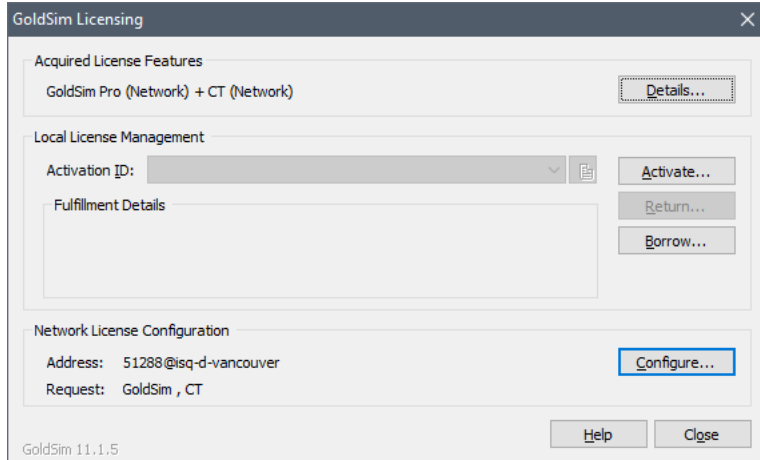 GoldSim Licensing
Acquired License Features
GoldSim Pro (Network) + CT (Network)
Details...
Local License Management
Activation ID:
Activate...
Fulfillment Details
Return...
Borrow...
Network License Configuration
Address: 51288@isq-d-vancouver
Configure...
Request: GoldSim , CT
Help
Close
GoldSim 11.1.5